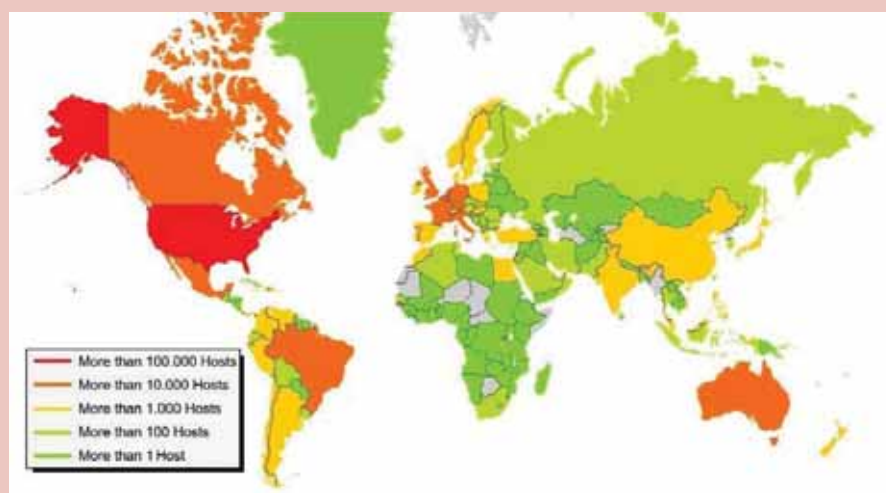 More than 100.000 Hosts
More than 10.000 Hosts
More than 1.000 Hosts
More than 100 Hosts
More than 1 Host